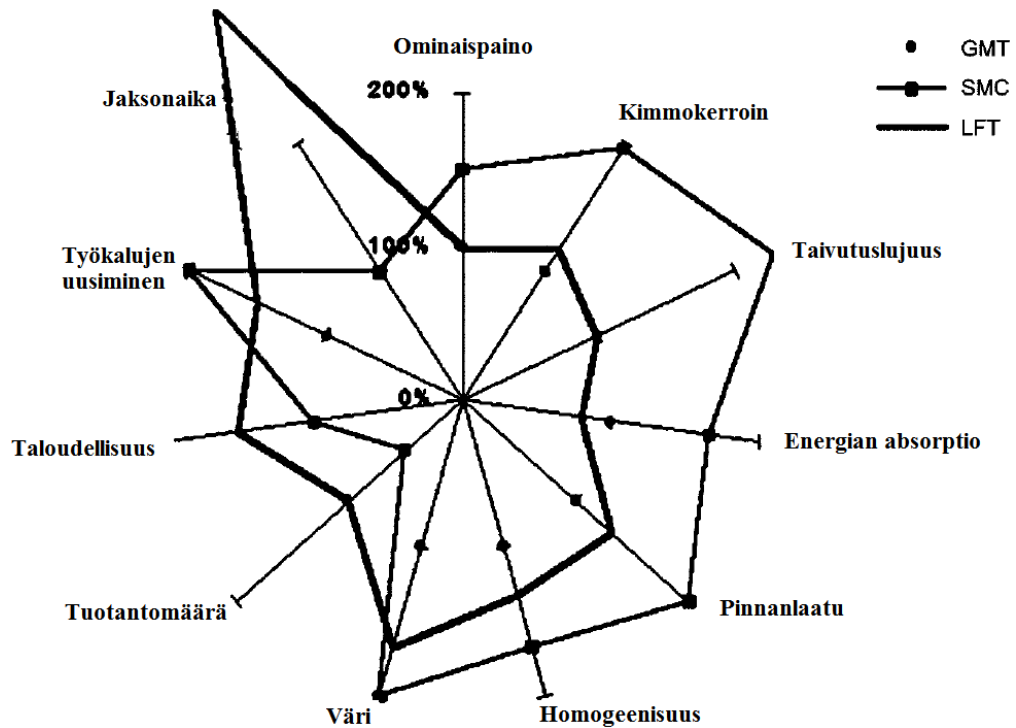 Ominaispaino
GMT
SMC
LFT
200%
Jaksonaika
Kimmokerroin
100%
Työkalujen
uusiminen
Taivutuslujuus
0%
Taloudellisuus
Energian absorptio
Tuotantomäärä
Pinnanlaatu
Väri
Homogeenisuus